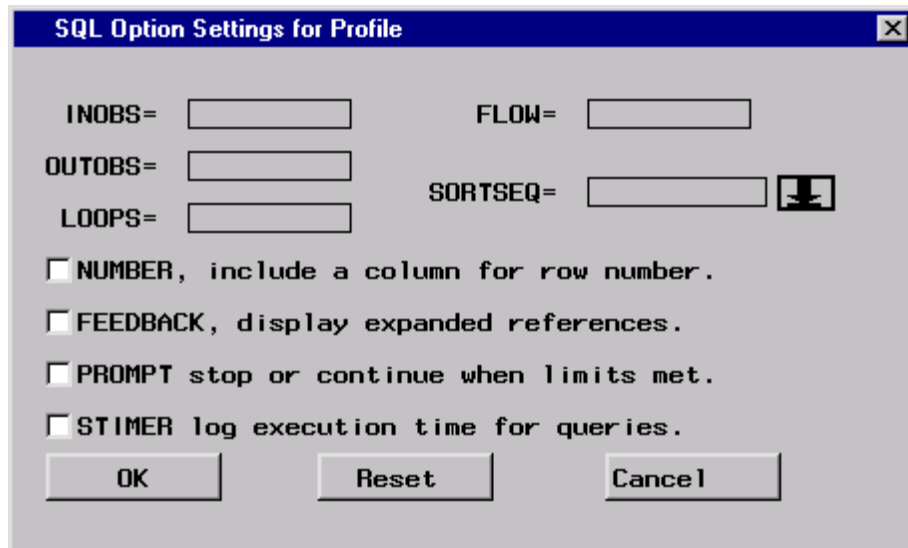 SQL Option Settings for Profile
INOBS=
FLOW=
OUTOBS=
SORTSEQ=
LOOPS=
NUMBER, include a column for row number.
FEEDBACK, display expanded references.
PROMPT stop or continue when limits met.
STIMER log execution time for queries.
OK Reset Cancel